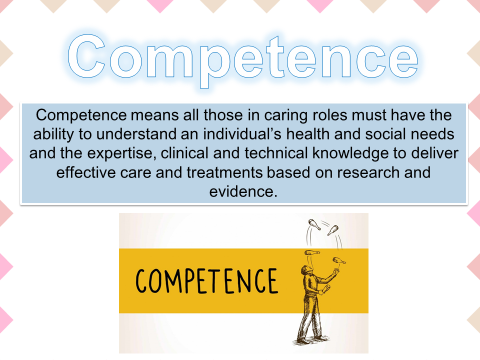 Competence
Competence means all those in caring roles must have the
ability to understand an individual's health and social needs
and the expertise, clinical and technical knowledge to deliver
effective care and treatments based on research and
evidence.
COMPETENCE